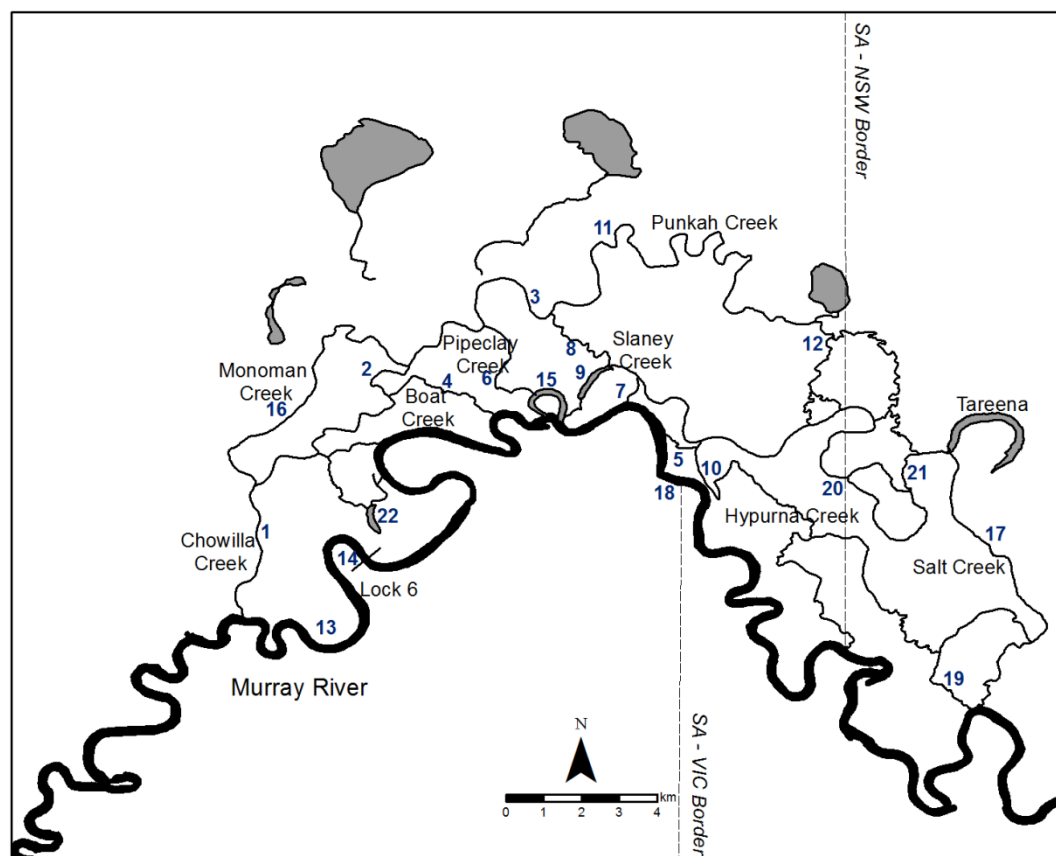 SA - NSW Border
11
Punkah Creek
3
12
Pipeclay
Creek
8
Slaney
Creek
2
Monoman
Creek
4
6
15
9
7
16
Boat
Creek
Tareena
5
10
21
18
20
22
Hypurna Creek
1
17
Chowilla
Creek
14
Salt Creek
Lock 6
13
19
Murray River
N
SA - VIC Border
km
0 1 2 3 4